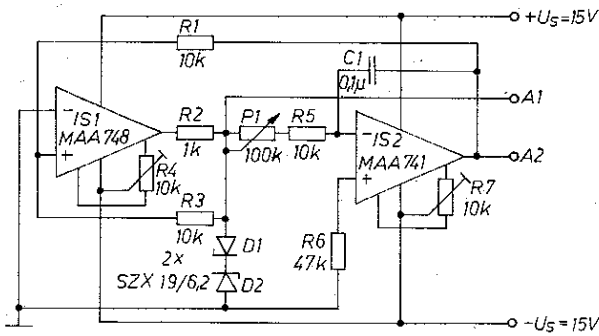 R1
10k
+Us=15V
C1
0,1µ
A1
IS1
MAA748
R2
1k
P1
100k
R5
10k
IS2
MAA741
A2
R4
10k
R7
10k
R3
10k
D1
2x
SZX 19/6,2
D2
R6
47k
-Us=15V
-
+
-
+